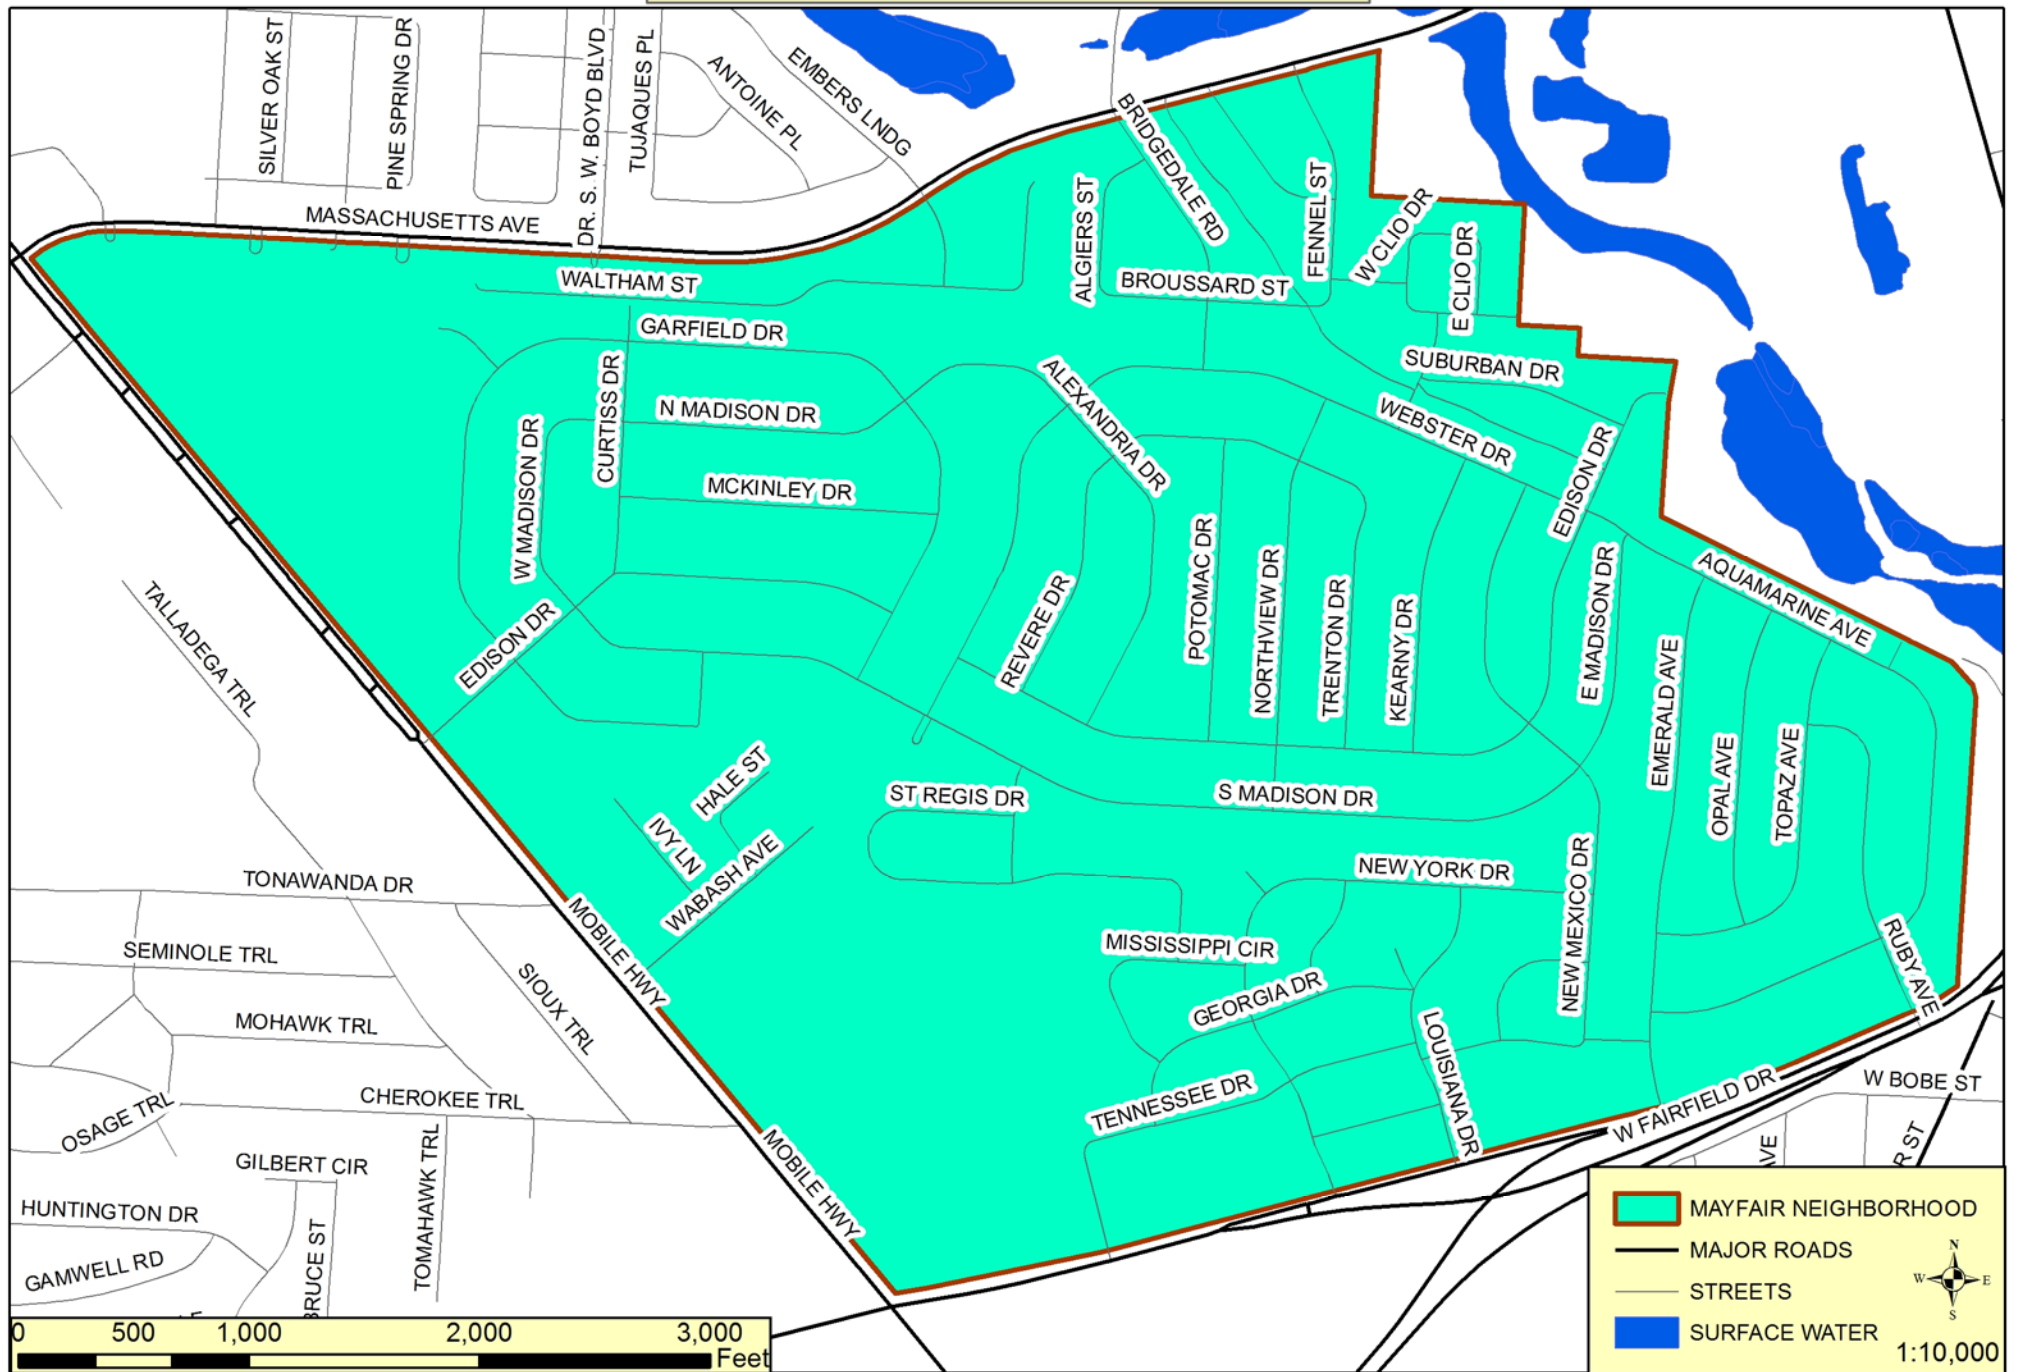 SILVER OAK ST
PINE SPRING DR
DR. S. W. BOYD BLVD
TUJAQUES PL
ANTOINE PL
EMBERS LNDG
MASSACHUSETTS AVE
BRIDGEDALE RD
ALGIERS ST
FENNEL ST
W CLIO DR
E CLIO DR
WALTHAM ST
BROUSSARD ST
GARFIELD DR
CURTISS DR
N MADISON DR
W MADISON DR
MCKINLEY DR
ALEXANDRIA DR
SUBURBAN DR
WEBSTER DR
EDISON DR
POTOMAC DR
NORTHVIEW DR
TRENTON DR
KEARNY DR
E MADISON DR
AQUAMARINE AVE
EMERALD AVE
OPAL AVE
TOPAZ AVE
REVERE DR
EDISON DR
TALLADEGA TRL
HALE ST
IVY LN
WABASH AVE
ST REGIS DR
S MADISON DR
NEW YORK DR
NEW MEXICO DR
TONAWANDA DR
MOBILE HWY
SEMINOLE TRL
SIOUX TRL
MISSISSIPPI CIR
GEORGIA DR
RUBY AVE
MOHAWK TRL
LOUISIANA DR
CHEROKEE TRL
TENNESSEE DR
W FAIRFIELD DR
W BOBE ST
OSAGE TRL
TOMAHAWK TRL
GILBERT CIR
MOBILE HWY
AVE
R ST
HUNTINGTON DR
BRUCE ST
GAMWELL RD
MAYFAIR NEIGHBORHOOD
MAJOR ROADS
STREETS
SURFACE WATER
N
W E
S
1:10,000
0 500 1,000 2,000 3,000
Feet